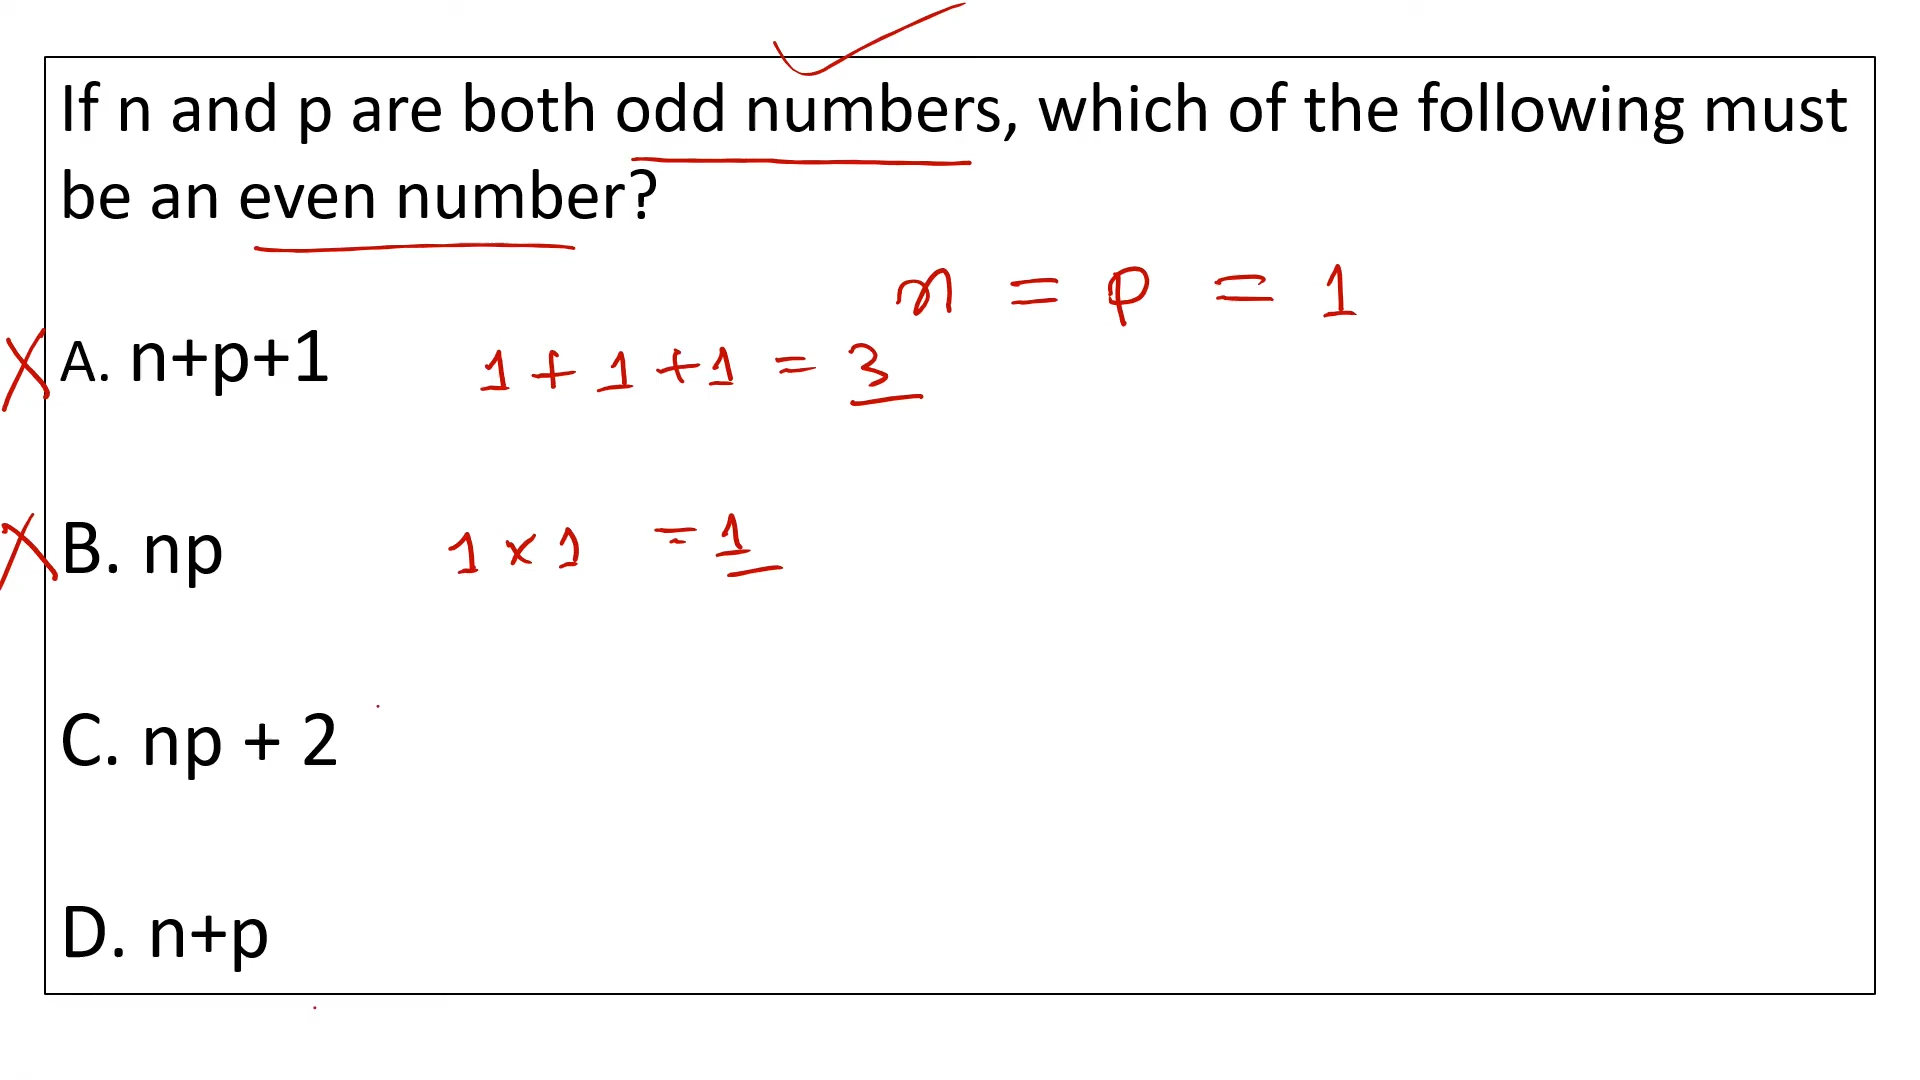 If n and p are both odd numbers, which of the following must
be an even number?
n = p = 1
A. n+p+1 1 + 1 + 1 = 3
B. np 1 × 1 = 1
C. np + 2
D. n+p